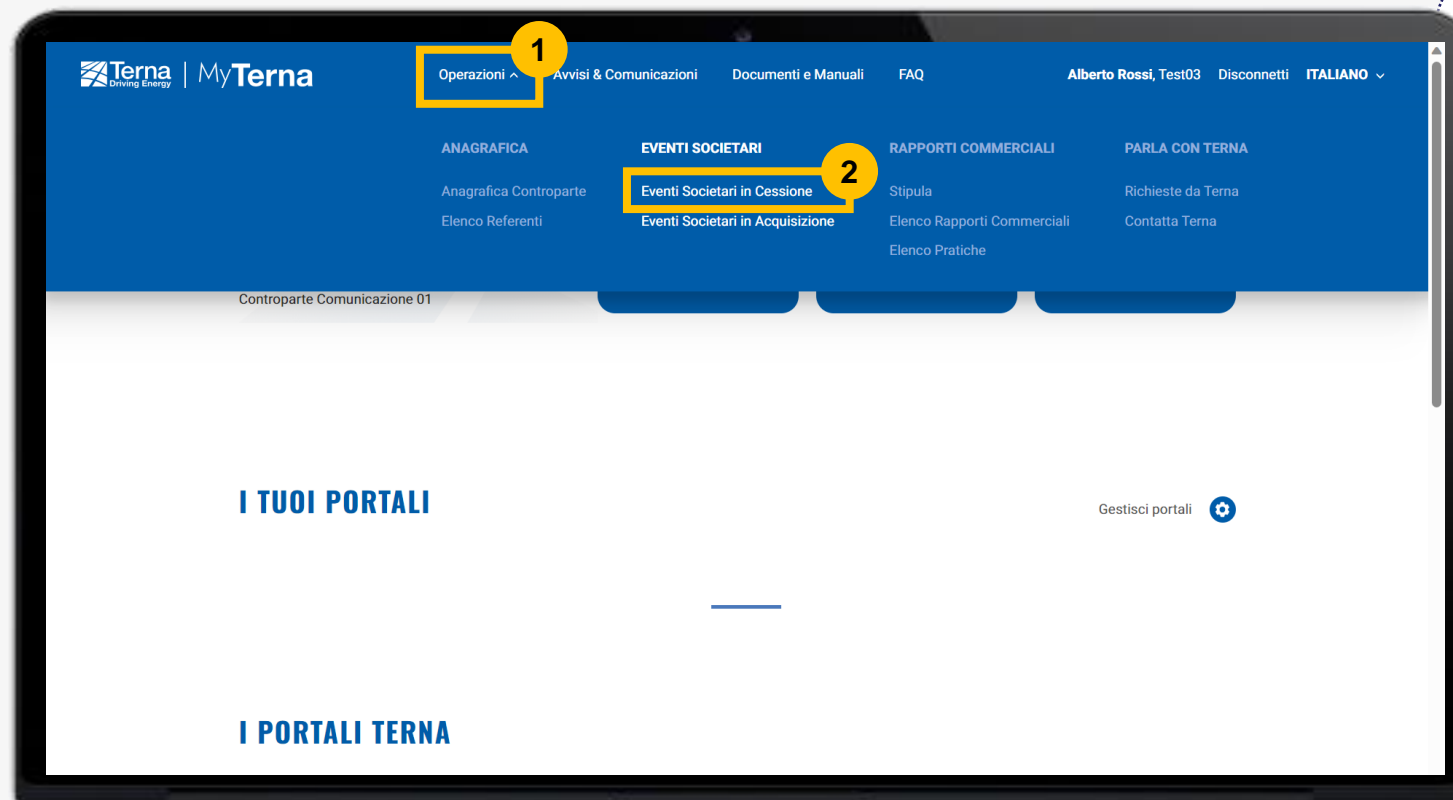 1
Terna
Driving Energy
MyTerna
Operazioni
Avvisi & Comunicazioni
Documenti e Manuali
FAQ
Alberto Rossi, Test03
Disconnetti
ITALIANO
ANAGRAFICA
Anagrafica Controparte
Elenco Referenti
EVENTI SOCIETARI
2
Eventi Societari in Cessione
Eventi Societari in Acquisizione
RAPPORTI COMMERCIALI
Stipula
Elenco Rapporti Commerciali
Elenco Pratiche
PARLA CON TERNA
Richieste da Terna
Contatta Terna
Controparte Comunicazione 01
I TUOI PORTALI
Gestisci portali
I PORTALI TERNA